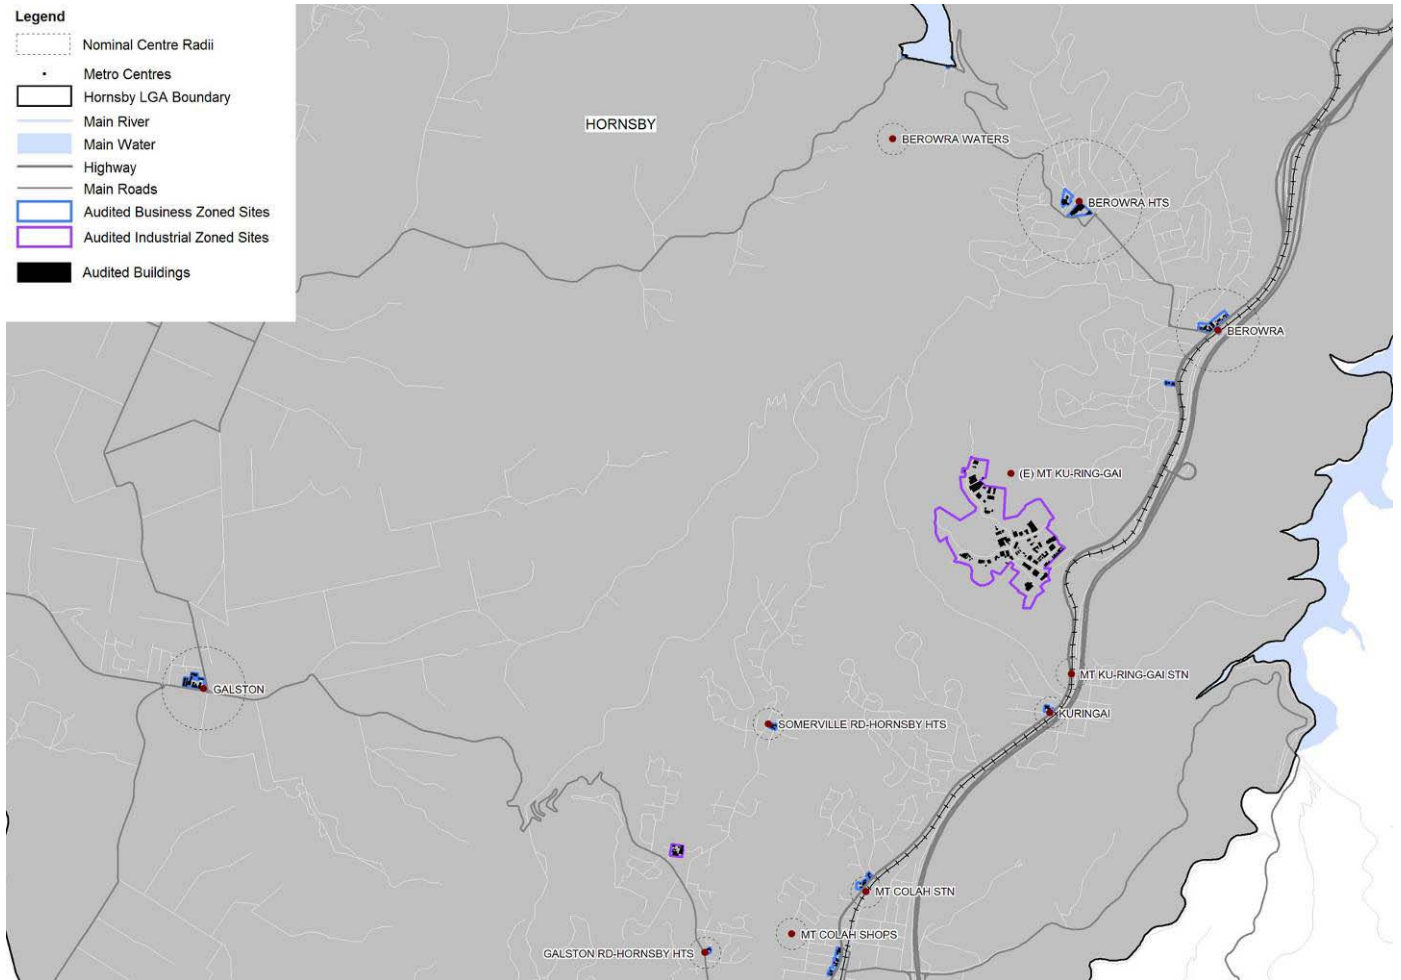 Legend
Nominal Centre Radii
Metro Centres
Hornsby LGA Boundary
Main River
Main Water
Highway
Main Roads
Audited Business Zoned Sites
Audited Industrial Zoned Sites
Audited Buildings
HORNSBY
BEROWRA WATERS
BEROWRA HTS
BEROWRA
(E) MT KU-RING-GAI
MT KU-RING-GAI STN
GALSTON
KURINGAI
SOMERVILLE RD-HORNSBY HTS
MT COLAH STN
MT COLAH SHOPS
GALSTON RD-HORNSBY HTS